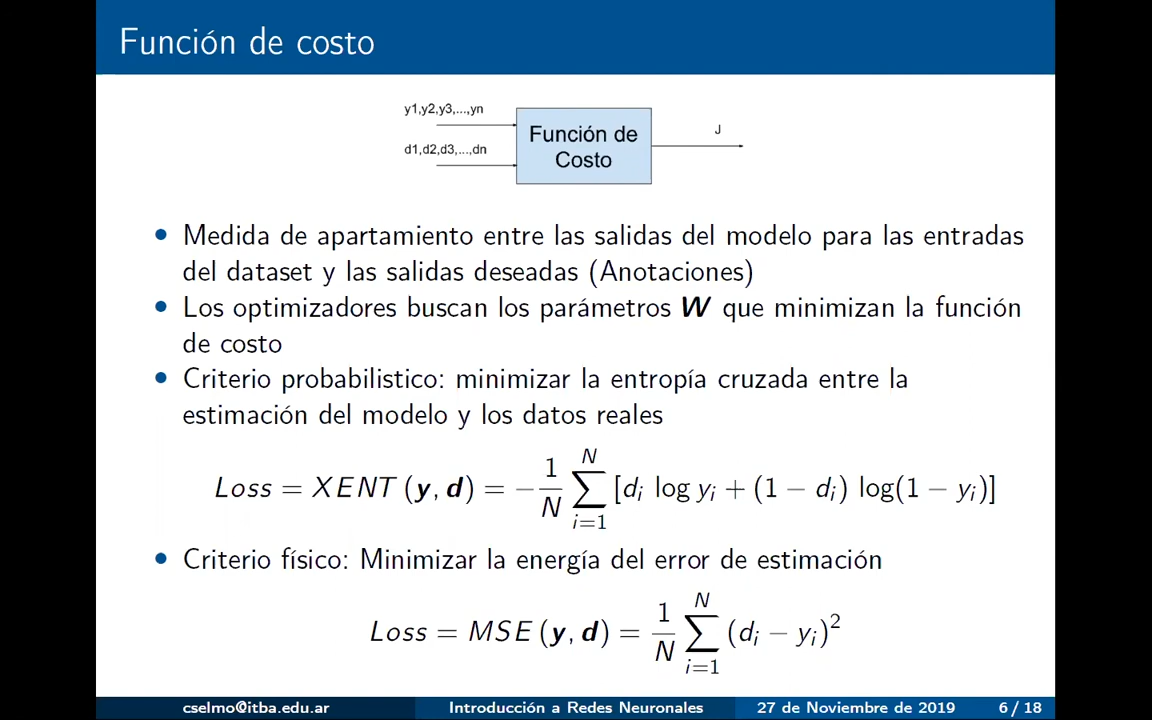 Función de costo
y1,y2,y3,...,yn
d1,d2,d3,...,dn
Función de
Costo
J
• Medida de apartamiento entre las salidas del modelo para las entradas
del dataset y las salidas deseadas (Anotaciones)
• Los optimizadores buscan los parámetros W que minimizan la función
de costo
• Criterio probabilistico: minimizar la entropía cruzada entre la
estimación del modelo y los datos reales
Loss = XENT (y, d) = −1/N ∑_{i=1}^{N} [d_i log y_i + (1 − d_i) log(1 − y_i)]
• Criterio físico: Minimizar la energía del error de estimación
Loss = MSE (y, d) = 1/N ∑_{i=1}^{N} (d_i − y_i)²
cselmo@itba.edu.ar Introducción a Redes Neuronales 27 de Noviembre de 2019 6 / 18